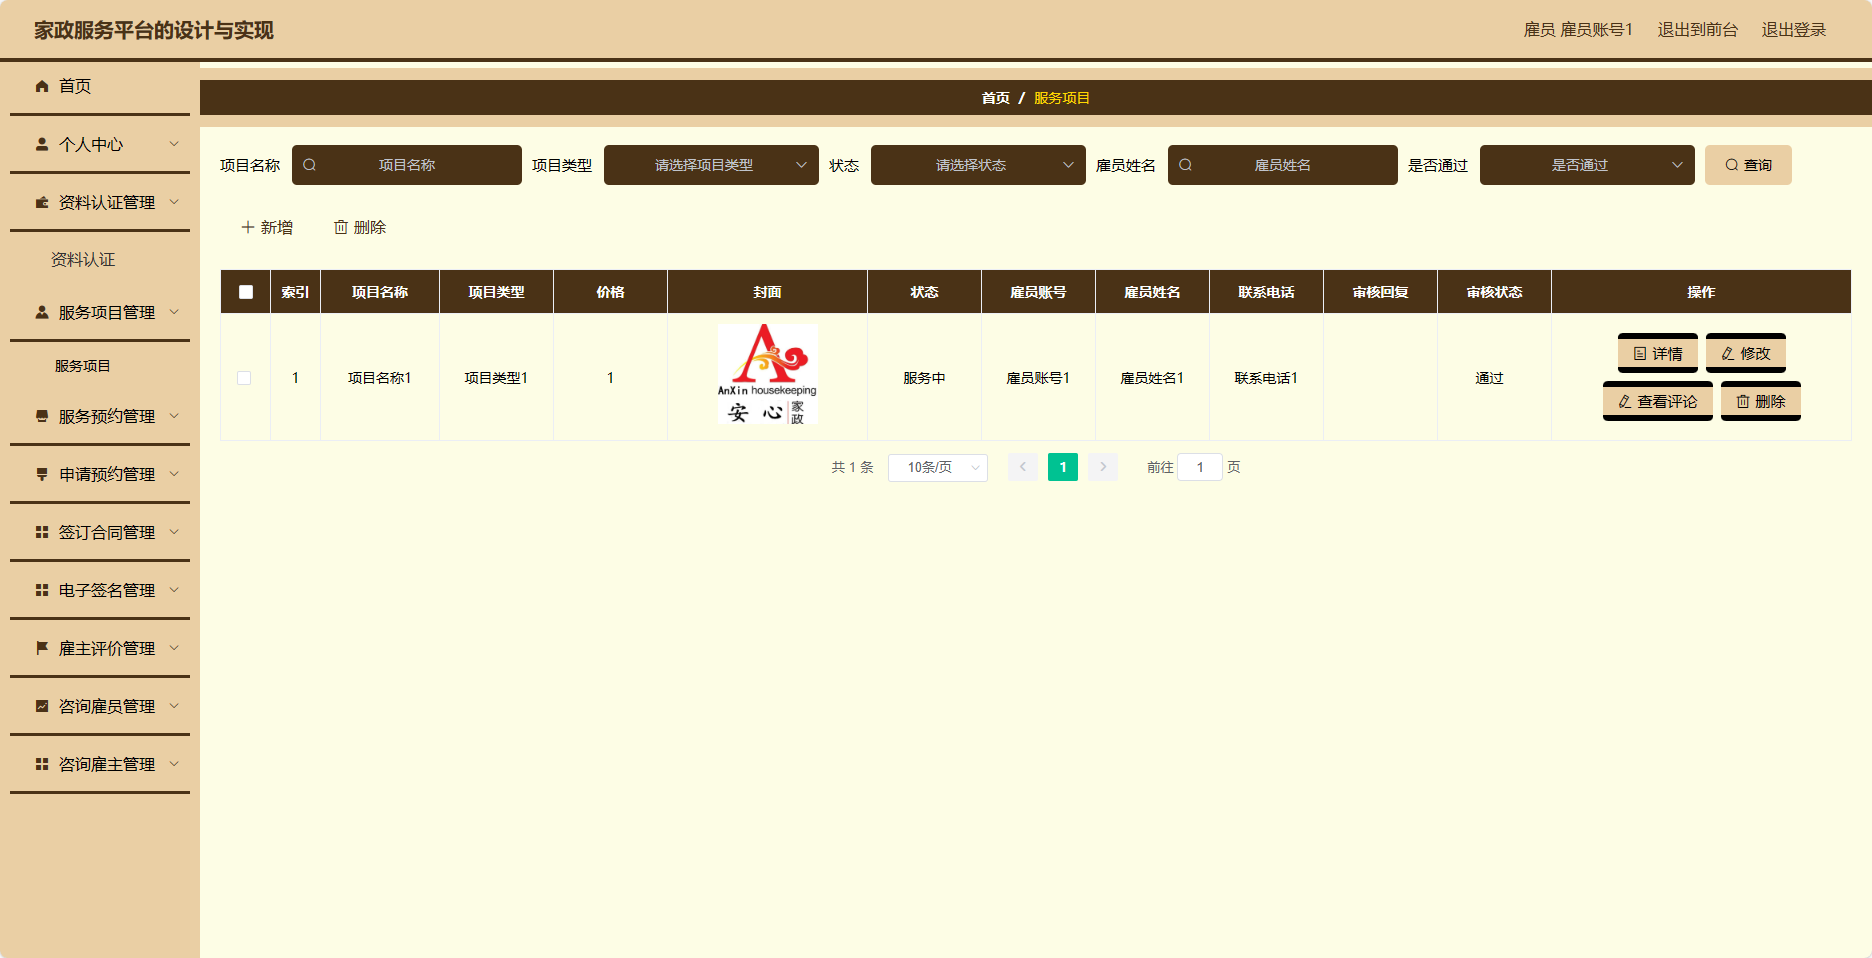 家政服务平台的设计与实现
雇员 雇员账号1 退出到前台 退出登录
首页
个人中心
资料认证管理
资料认证
服务项目管理
服务项目
服务预约管理
申请预约管理
签订合同管理
电子签名管理
雇主评价管理
咨询雇员管理
咨询雇主管理
首页 / 服务项目
项目名称 项目名称 项目类型 请选择项目类型 状态 请选择状态 雇员姓名 雇员姓名 是否通过 是否通过 查询
新增 删除
索引 项目名称 项目类型 价格 封面 状态 雇员账号 雇员姓名 联系电话 审核回复 审核状态 操作
1 项目名称1 项目类型1 1 服务中 雇员账号1 雇员姓名1 联系电话1 通过
AnXin housekeeping
安心 家政
详情 修改
查看评论 删除
共 1 条 10条/页 1 前往 1 页